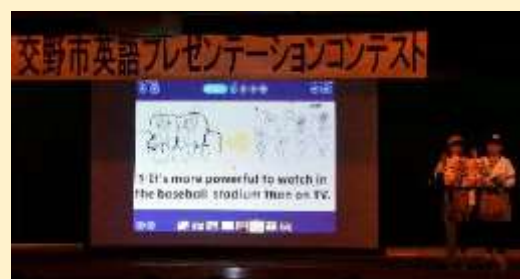 交野市英語プレゼンテーションコンテスト
1 It's more powerful to watch in
the baseball stadium than on TV.